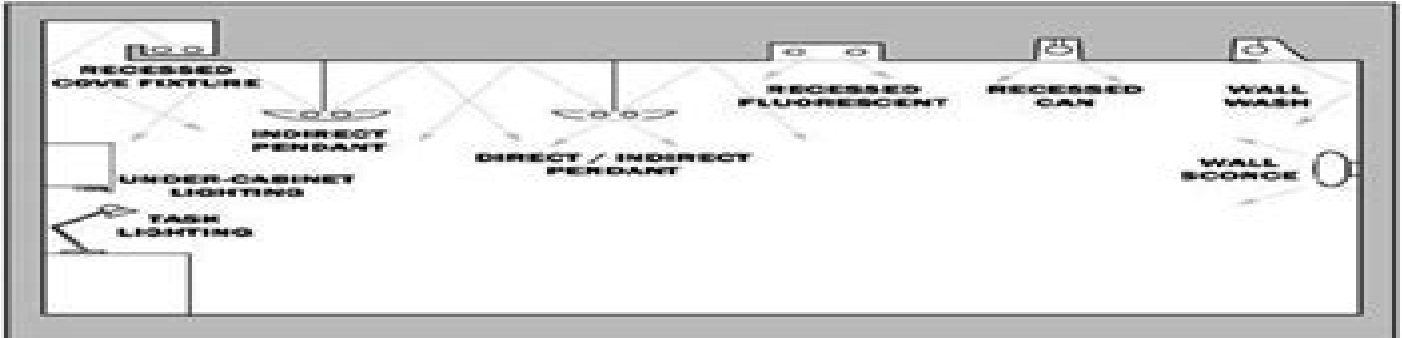 RECESSED
COVE FIXTURE
INDIRECT
PENDANT
DIRECT / INDIRECT
PENDANT
RECESSED
FLUORESCENT
RECESSED
CAN
WALL
WASH
WALL
SCONCE
UNDER-CABINET
LIGHTING
TASK
LIGHTING